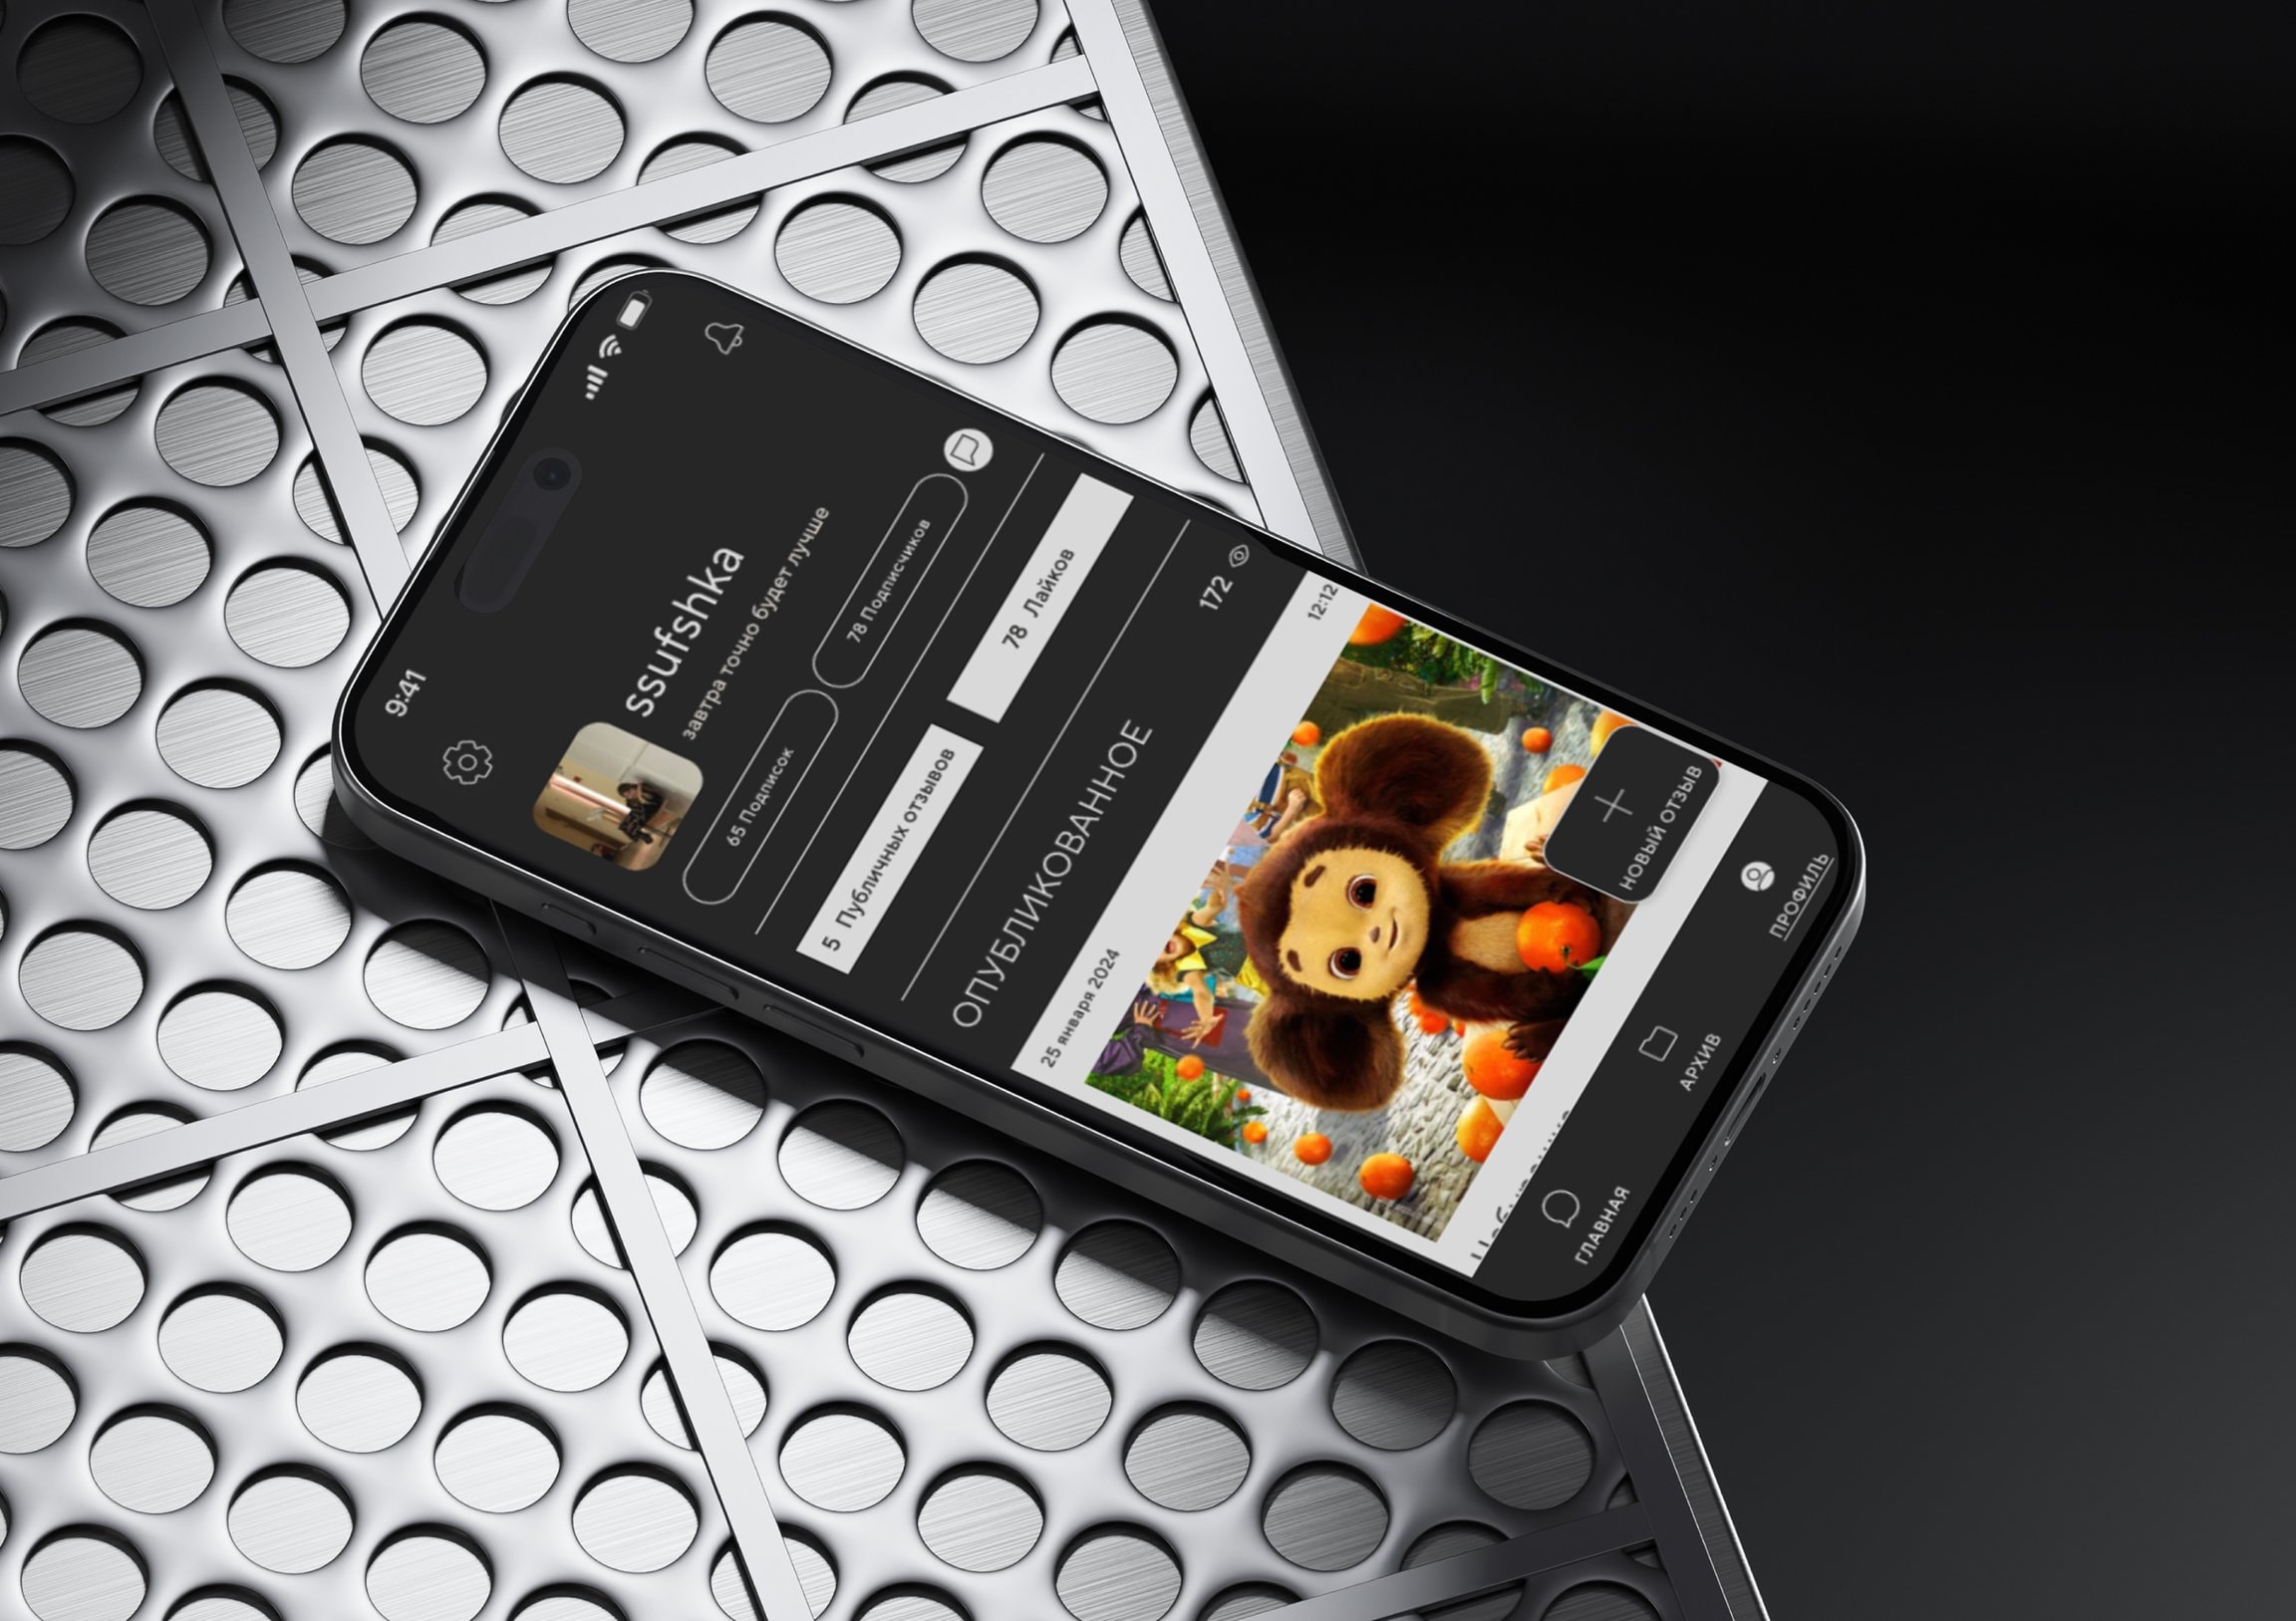 9:41
ssufshka
завтра точно будет лучше
65 Подписок
78 Подписчиков
5 Публичных отзывов
78 Лайков
ОПУБЛИКОВАННОЕ
172
25 января 2024
12:12
НОВЫЙ ОТЗЫВ
ГЛАВНАЯ
АРХИВ
ПРОФИЛЬ